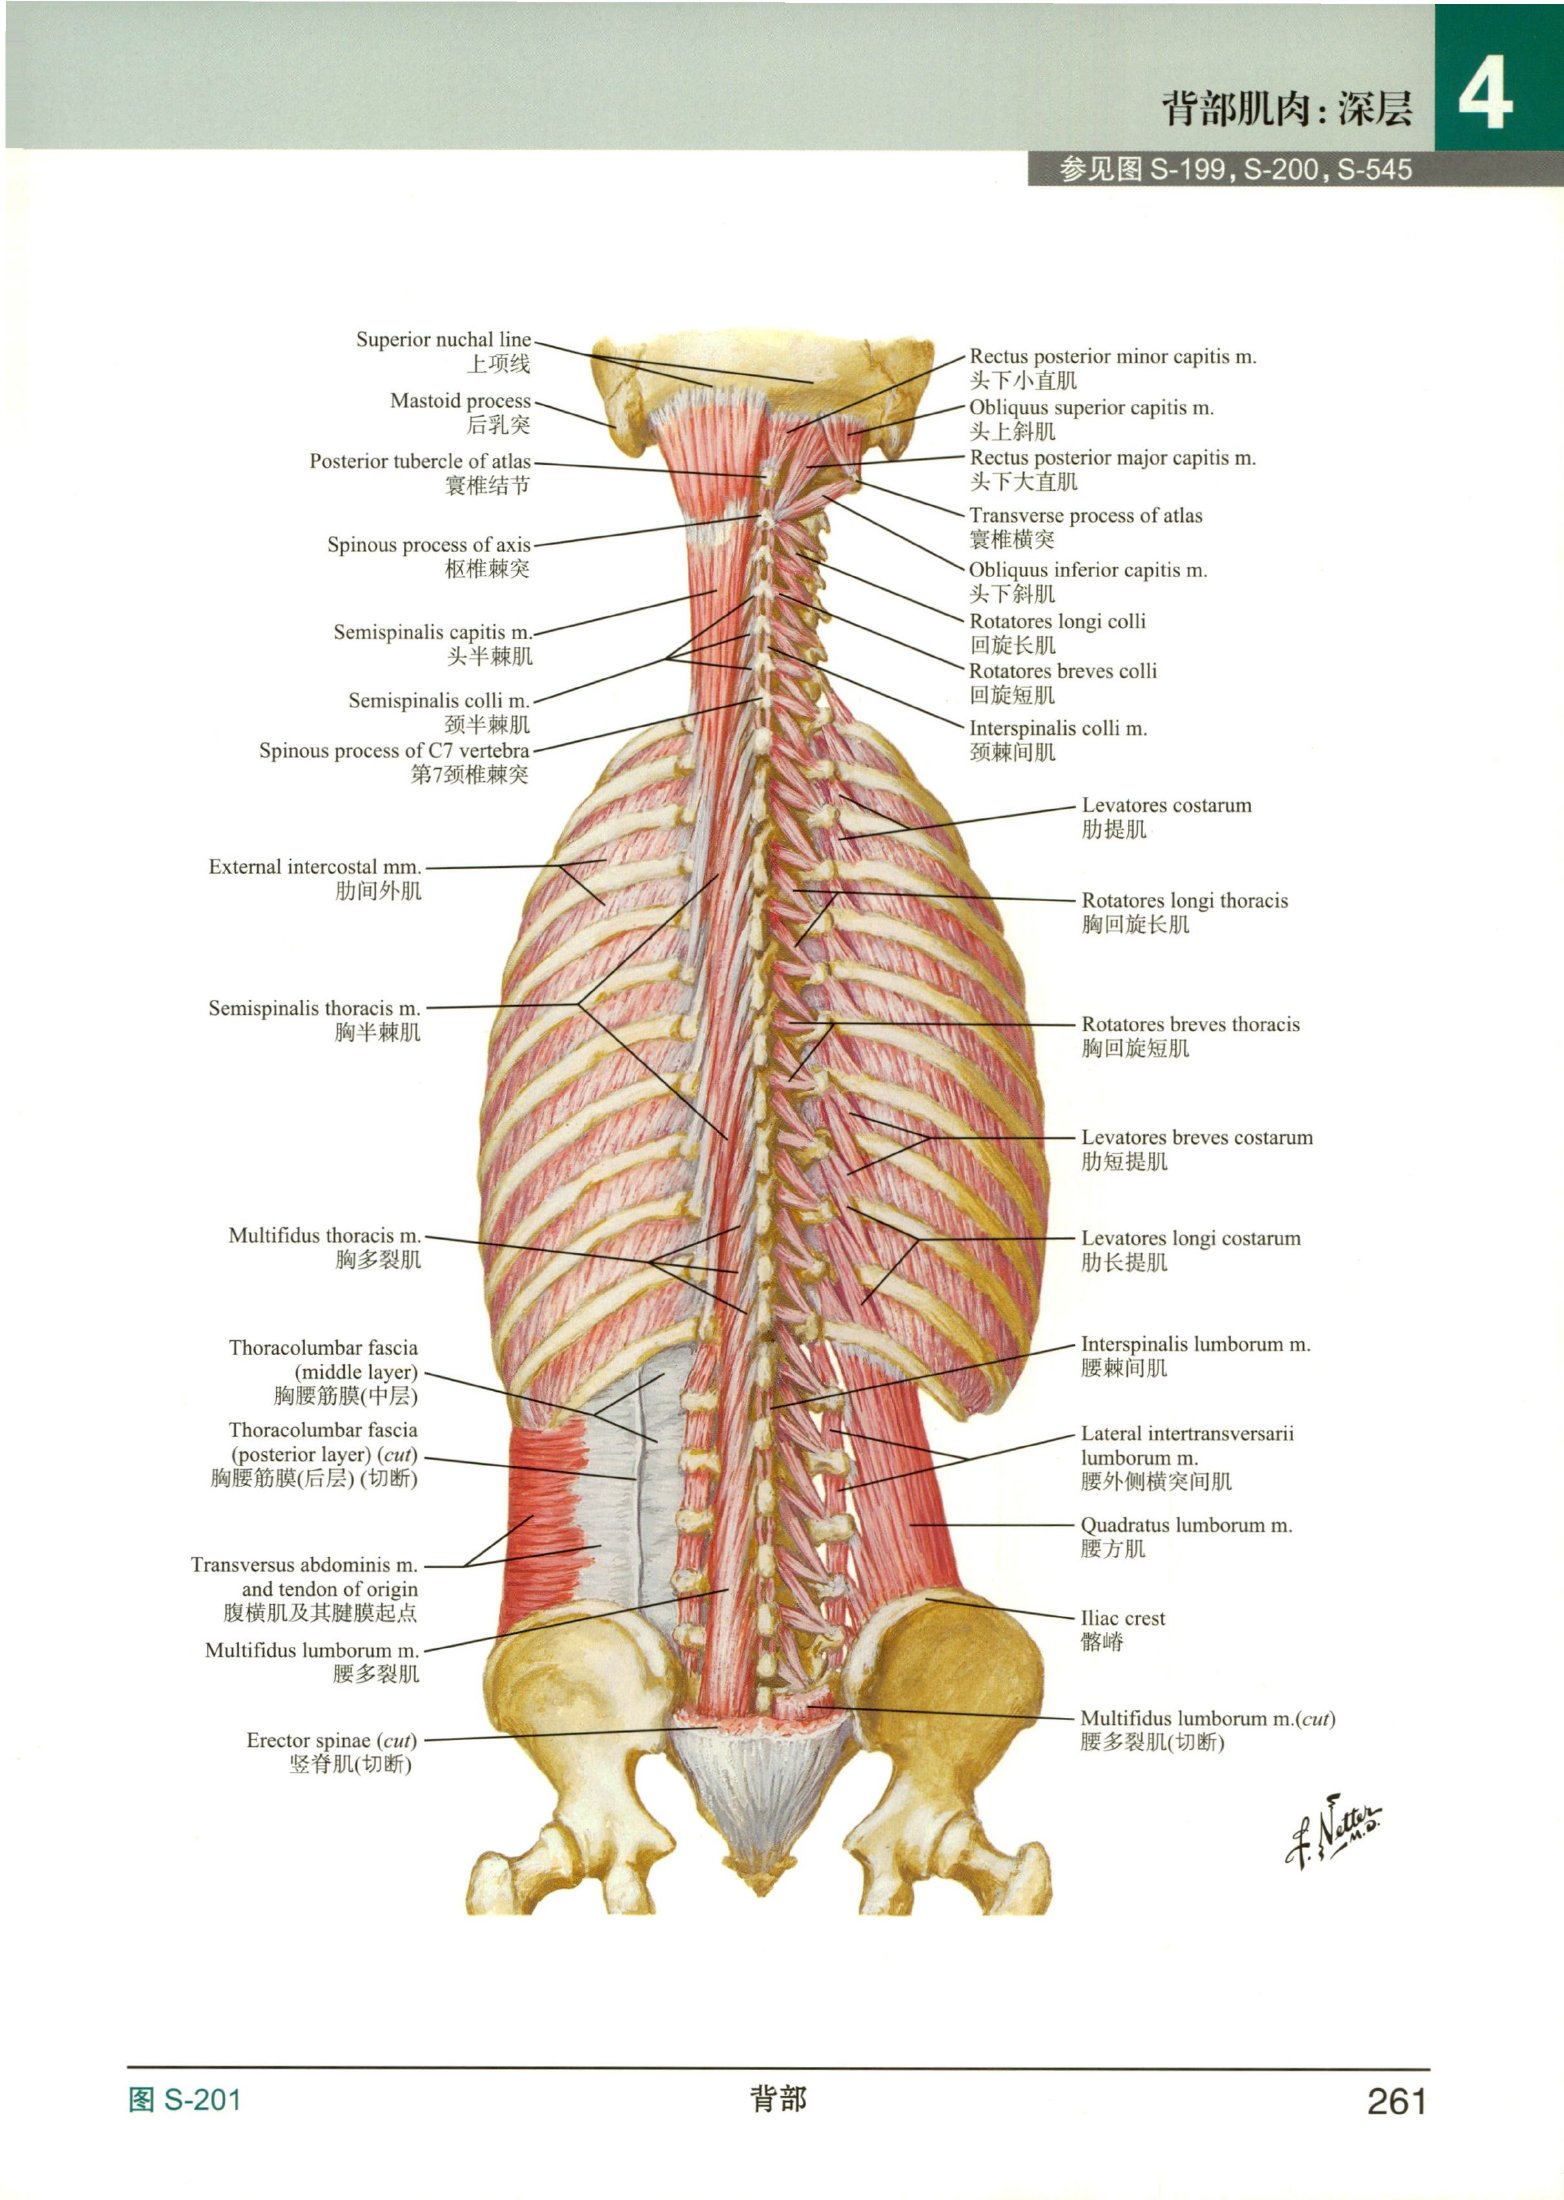 背部肌肉：深层
4
参见图 S-199, S-200, S-545
Superior nuchal line
上项线
Mastoid process
后乳突
Posterior tubercle of atlas
寰椎结节
Spinous process of axis
枢椎棘突
Semispinalis capitis m.
头半棘肌
Semispinalis colli m.
颈半棘肌
Spinous process of C7 vertebra
第7颈椎棘突
External intercostal mm.
肋间外肌
Semispinalis thoracis m.
胸半棘肌
Multifidus thoracis m.
胸多裂肌
Thoracolumbar fascia
(middle layer)
胸腰筋膜(中层)
Thoracolumbar fascia
(posterior layer) (cut)
胸腰筋膜(后层) (切断)
Transversus abdominis m.
and tendon of origin
腹横肌及其腱膜起点
Multifidus lumborum m.
腰多裂肌
Erector spinae (cut)
竖脊肌(切断)
Rectus posterior minor capitis m.
头下小直肌
Obliquus superior capitis m.
头上斜肌
Rectus posterior major capitis m.
头下大直肌
Transverse process of atlas
寰椎横突
Obliquus inferior capitis m.
头下斜肌
Rotatores longi colli
回旋长肌
Rotatores breves colli
回旋短肌
Interspinalis colli m.
颈棘间肌
Levatores costarum
肋提肌
Rotatores longi thoracis
胸回旋长肌
Rotatores breves thoracis
胸回旋短肌
Levatores breves costarum
肋短提肌
Levatores longi costarum
肋长提肌
Interspinalis lumborum m.
腰棘间肌
Lateral intertransversarii
lumborum m.
腰外侧横突间肌
Quadratus lumborum m.
腰方肌
Iliac crest
髂嵴
Multifidus lumborum m.(cut)
腰多裂肌(切断)
F. Netter
M.D.
图 S-201
背部
261